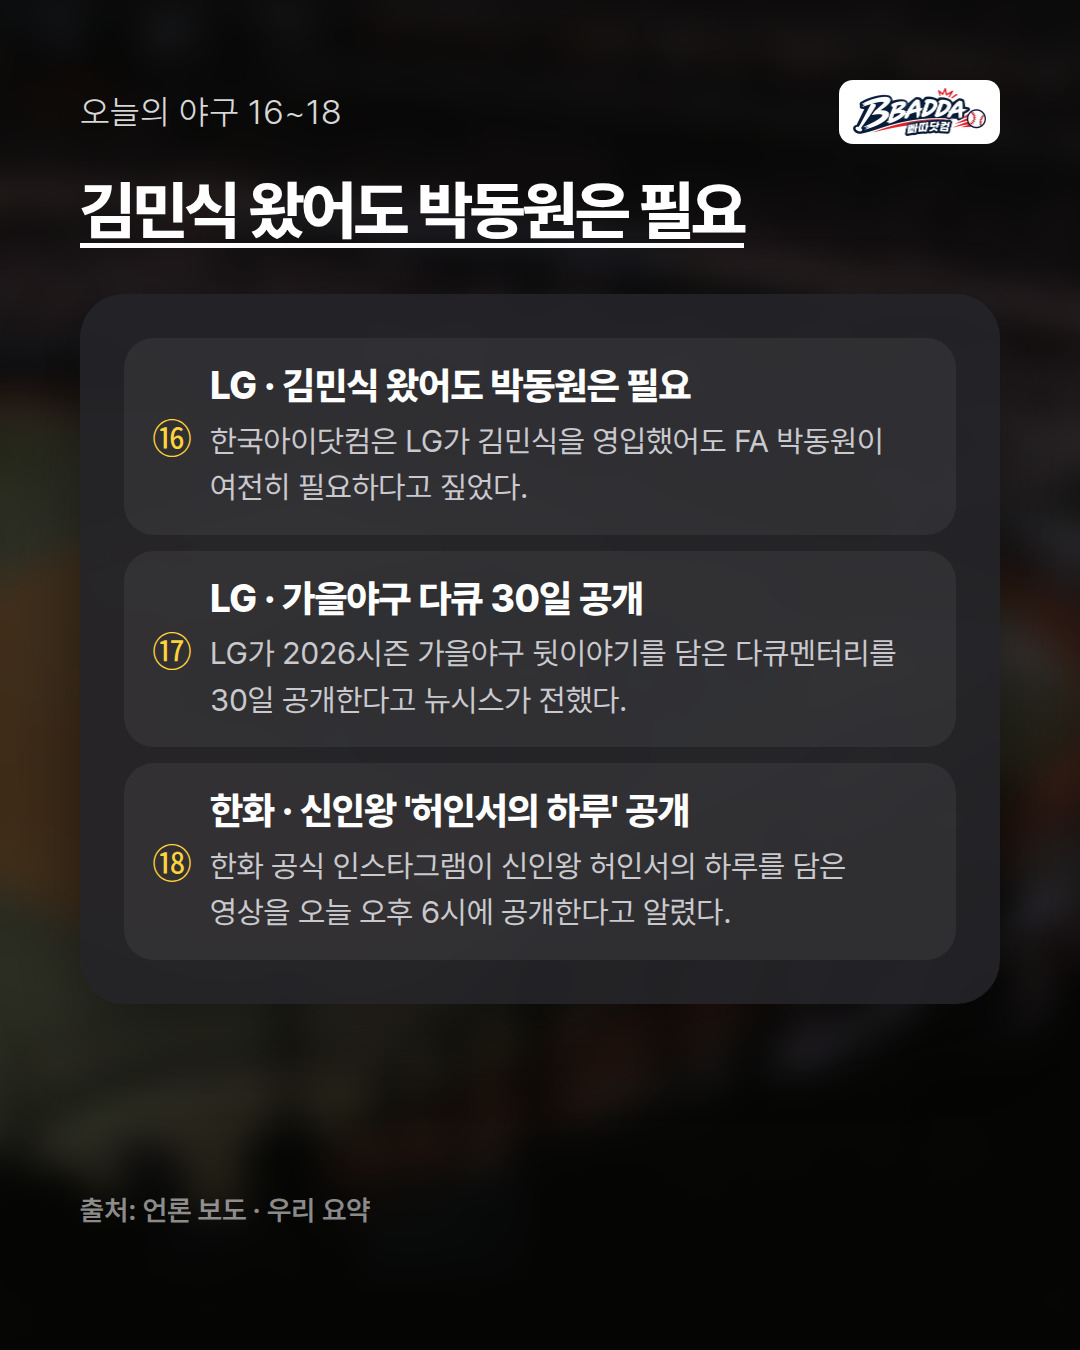 오늘의 야구 16~18
BBADDA
빠따닷컴
김민식 왔어도 박동원은 필요
LG · 김민식 왔어도 박동원은 필요
⑯ 한국아이닷컴은 LG가 김민식을 영입했어도 FA 박동원이
여전히 필요하다고 짚었다.
LG · 가을야구 다큐 30일 공개
⑰ LG가 2026시즌 가을야구 뒷이야기를 담은 다큐멘터리를
30일 공개한다고 뉴시스가 전했다.
한화 · 신인왕 '허인서의 하루' 공개
⑱ 한화 공식 인스타그램이 신인왕 허인서의 하루를 담은
영상을 오늘 오후 6시에 공개한다고 알렸다.
출처: 언론 보도 · 우리 요약